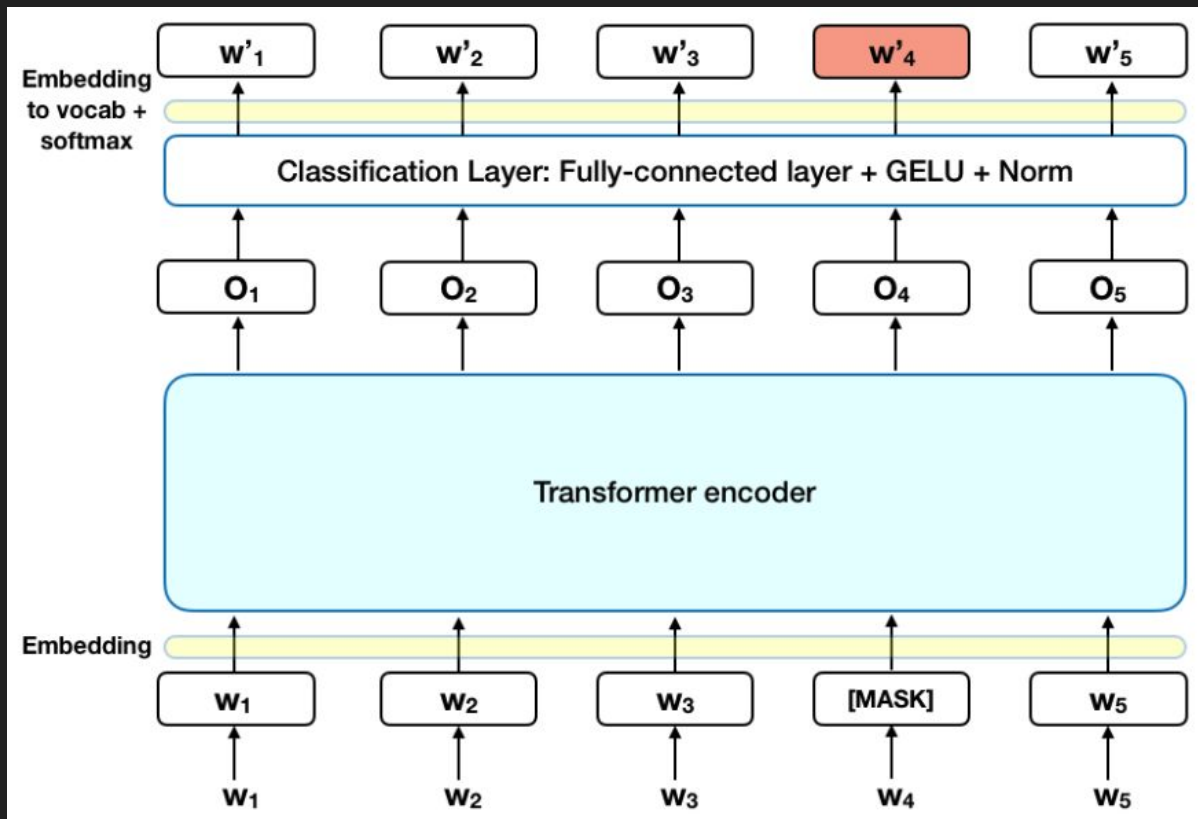 w'₁ w'₂ w'₃ w'₄ w'₅
Embedding
to vocab +
softmax
Classification Layer: Fully-connected layer + GELU + Norm
O₁ O₂ O₃ O₄ O₅
Transformer encoder
Embedding
w₁ w₂ w₃ [MASK] w₅
w₁ w₂ w₃ w₄ w₅